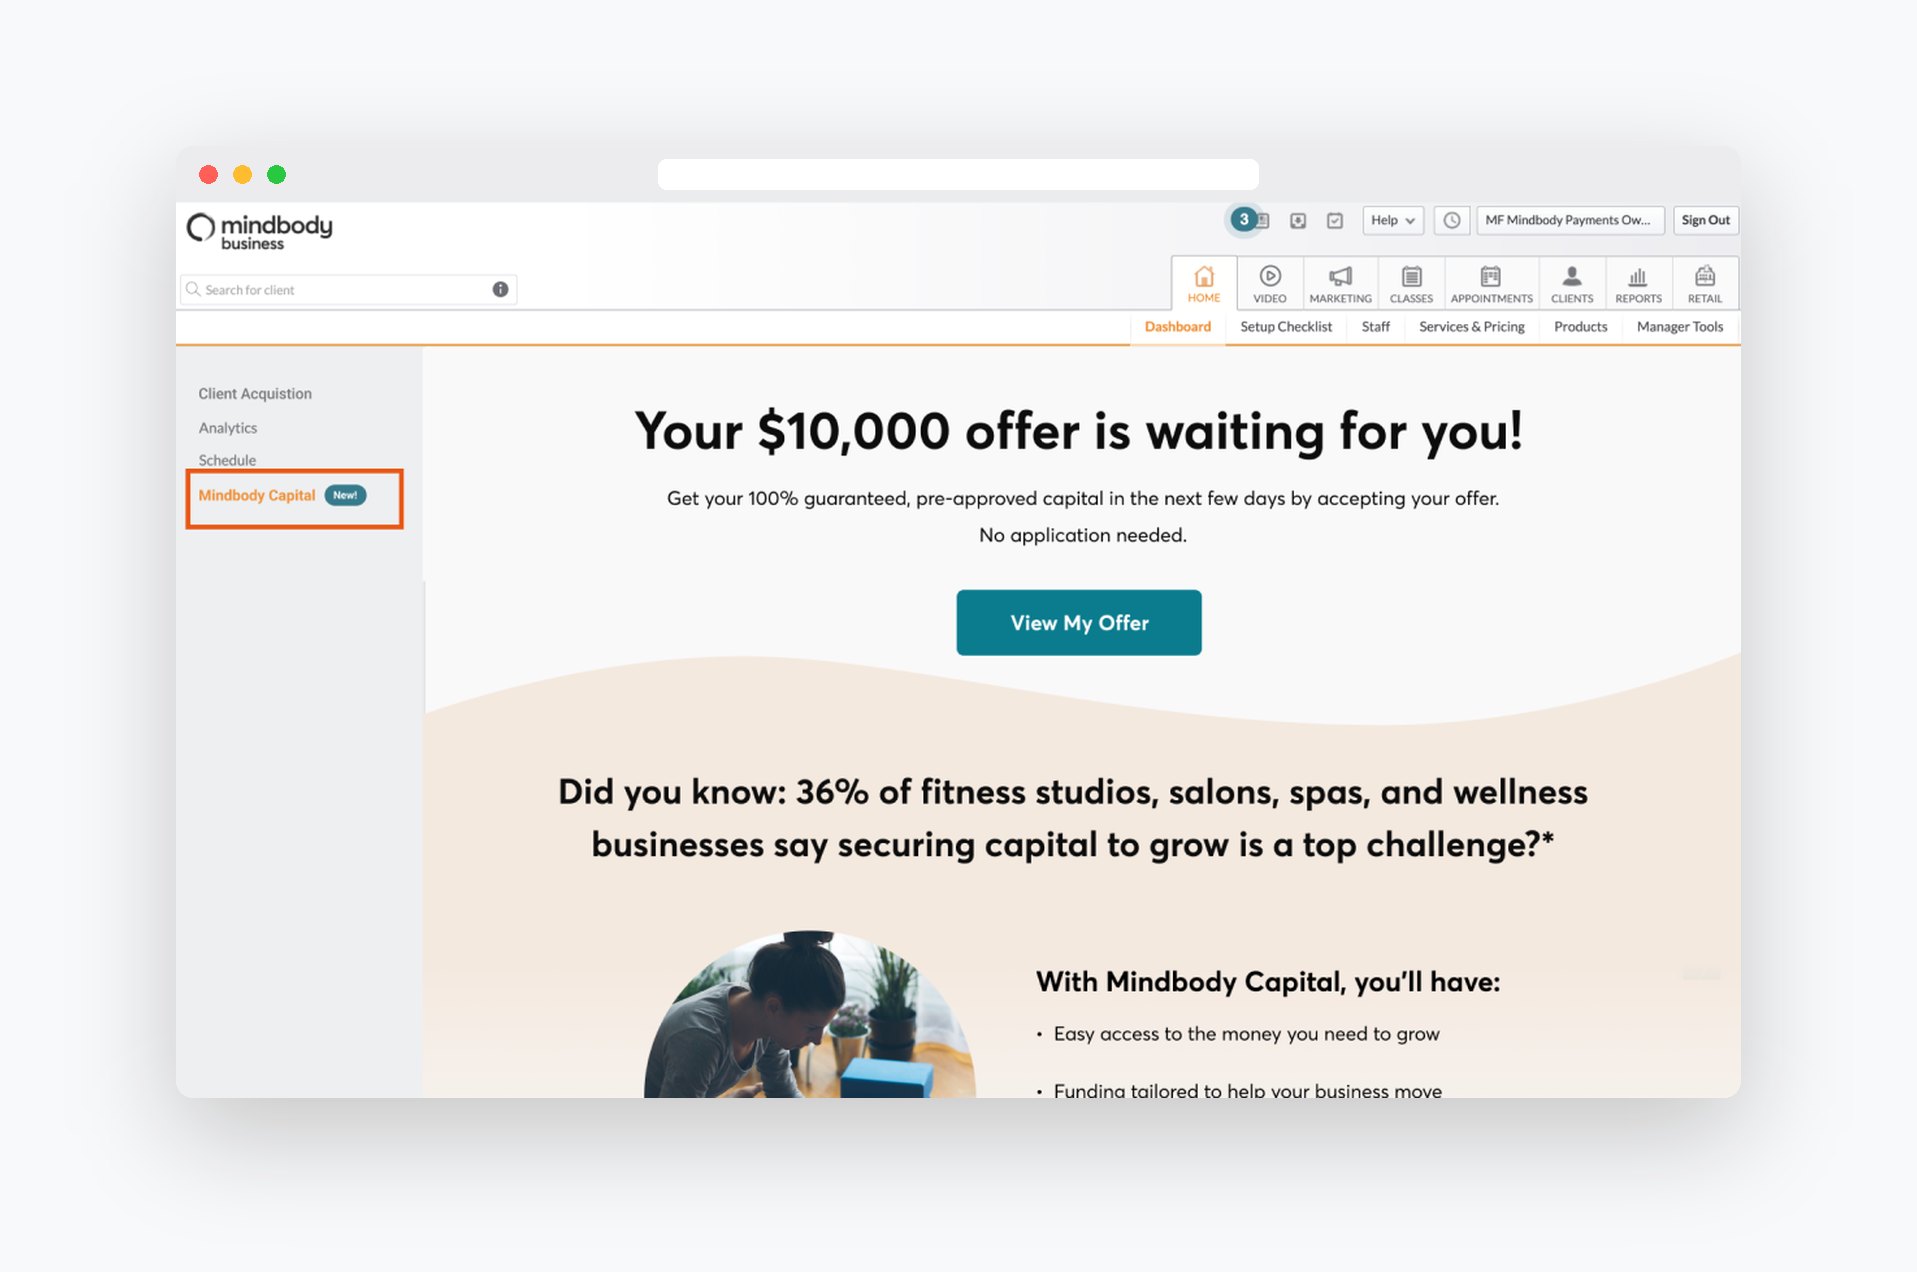 mindbody
business
3
Help
MF Mindbody Payments Ow...
Sign Out
Search for client
HOME
VIDEO
MARKETING
CLASSES
APPOINTMENTS
CLIENTS
REPORTS
RETAIL
Dashboard
Setup Checklist
Staff
Services & Pricing
Products
Manager Tools
Client Acquistion
Analytics
Schedule
Mindbody Capital New!
Your $10,000 offer is waiting for you!
Get your 100% guaranteed, pre-approved capital in the next few days by accepting your offer.
No application needed.
View My Offer
Did you know: 36% of fitness studios, salons, spas, and wellness
businesses say securing capital to grow is a top challenge?*
With Mindbody Capital, you'll have:
• Easy access to the money you need to grow
• Funding tailored to help your business move